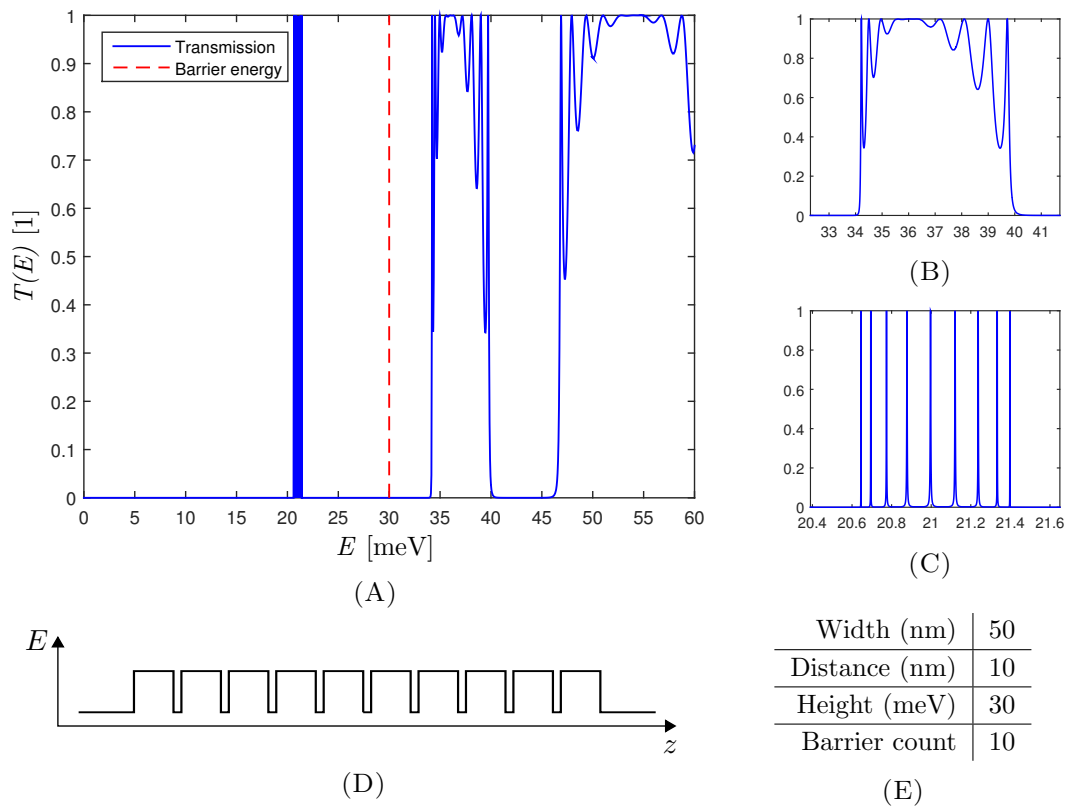 Transmission
Barrier energy
1
0.9
0.8
0.7
0.6
0.5
0.4
0.3
0.2
0.1
0
T(E) [1]
0 5 10 15 20 25 30 35 40 45 50 55 60
E [meV]
(A)
1
0.8
0.6
0.4
0.2
0
33 34 35 36 37 38 39 40 41
(B)
1
0.8
0.6
0.4
0.2
0
20.4 20.6 20.8 21 21.2 21.4 21.6
(C)
E
z
(D)
Width (nm) 50
Distance (nm) 10
Height (meV) 30
Barrier count 10
(E)